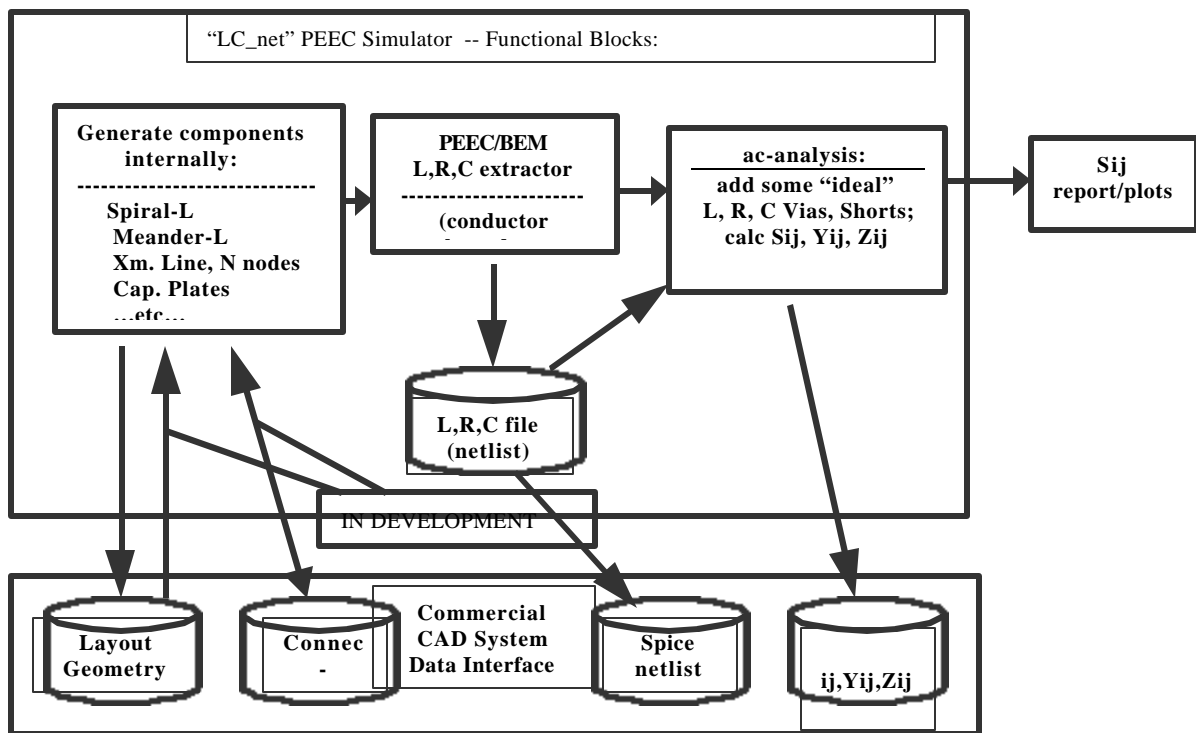 “LC_net” PEEC Simulator -- Functional Blocks:
Generate components
internally:
-------------------------
Spiral-L
Meander-L
Xm. Line, N nodes
Cap. Plates
…etc…
PEEC/BEM
L,R,C extractor
--------------------
(conductor
ac-analysis:
add some “ideal”
L, R, C Vias, Shorts;
calc Sij, Yij, Zij
Sij
report/plots
L,R,C file
(netlist)
IN DEVELOPMENT
Layout
Geometry
Connec
-
Commercial
CAD System
Data Interface
Spice
netlist
ij,Yij,Zij